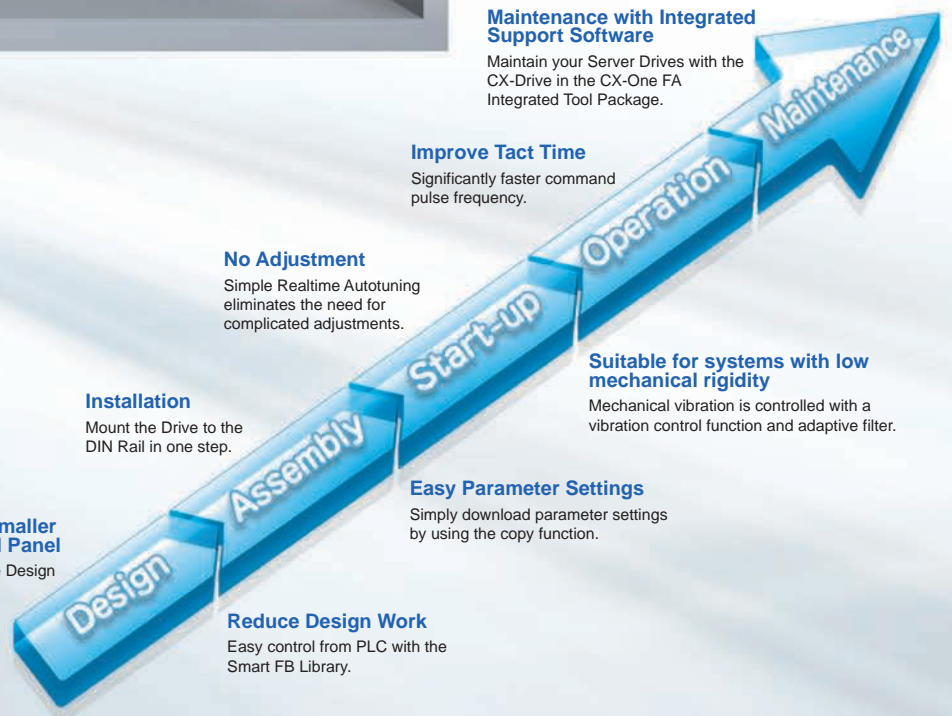 Maintenance with Integrated
Support Software
Maintain your Server Drives with the
CX-Drive in the CX-One FA
Integrated Tool Package.
Maintenance
Improve Tact Time
Significantly faster command
pulse frequency.
Operation
No Adjustment
Simple Realtime Autotuning
eliminates the need for
complicated adjustments.
Start-up
Suitable for systems with low
mechanical rigidity
Mechanical vibration is controlled with a
vibration control function and adaptive filter.
Installation
Mount the Drive to the
DIN Rail in one step.
Assembly
Easy Parameter Settings
Simply download parameter settings
by using the copy function.
Panel
Design
Design
Reduce Design Work
Easy control from PLC with the
Smart FB Library.